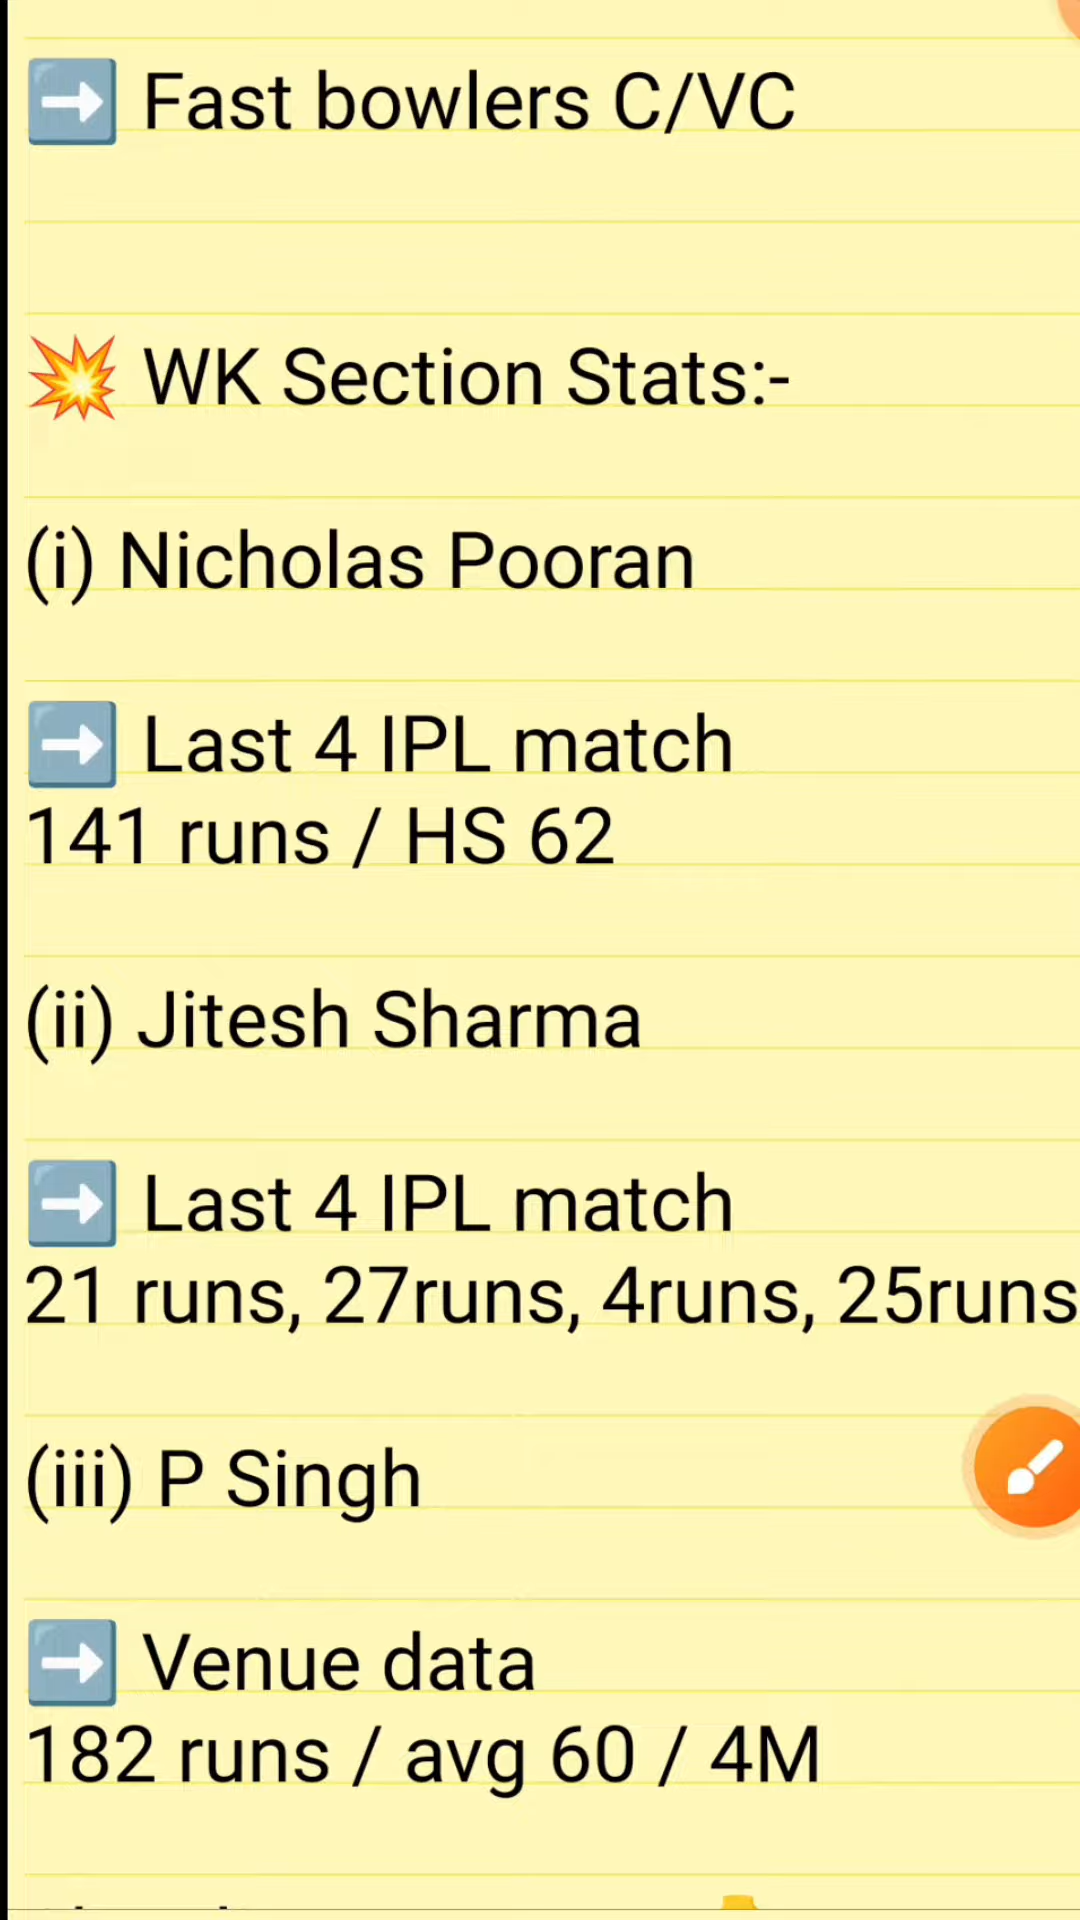 ➡️ Fast bowlers C/VC
💥 WK Section Stats:-
(i) Nicholas Pooran
➡️ Last 4 IPL match
141 runs / HS 62
(ii) Jitesh Sharma
➡️ Last 4 IPL match
21 runs, 27runs, 4runs, 25runs
(iii) P Singh
➡️ Venue data
182 runs / avg 60 / 4M